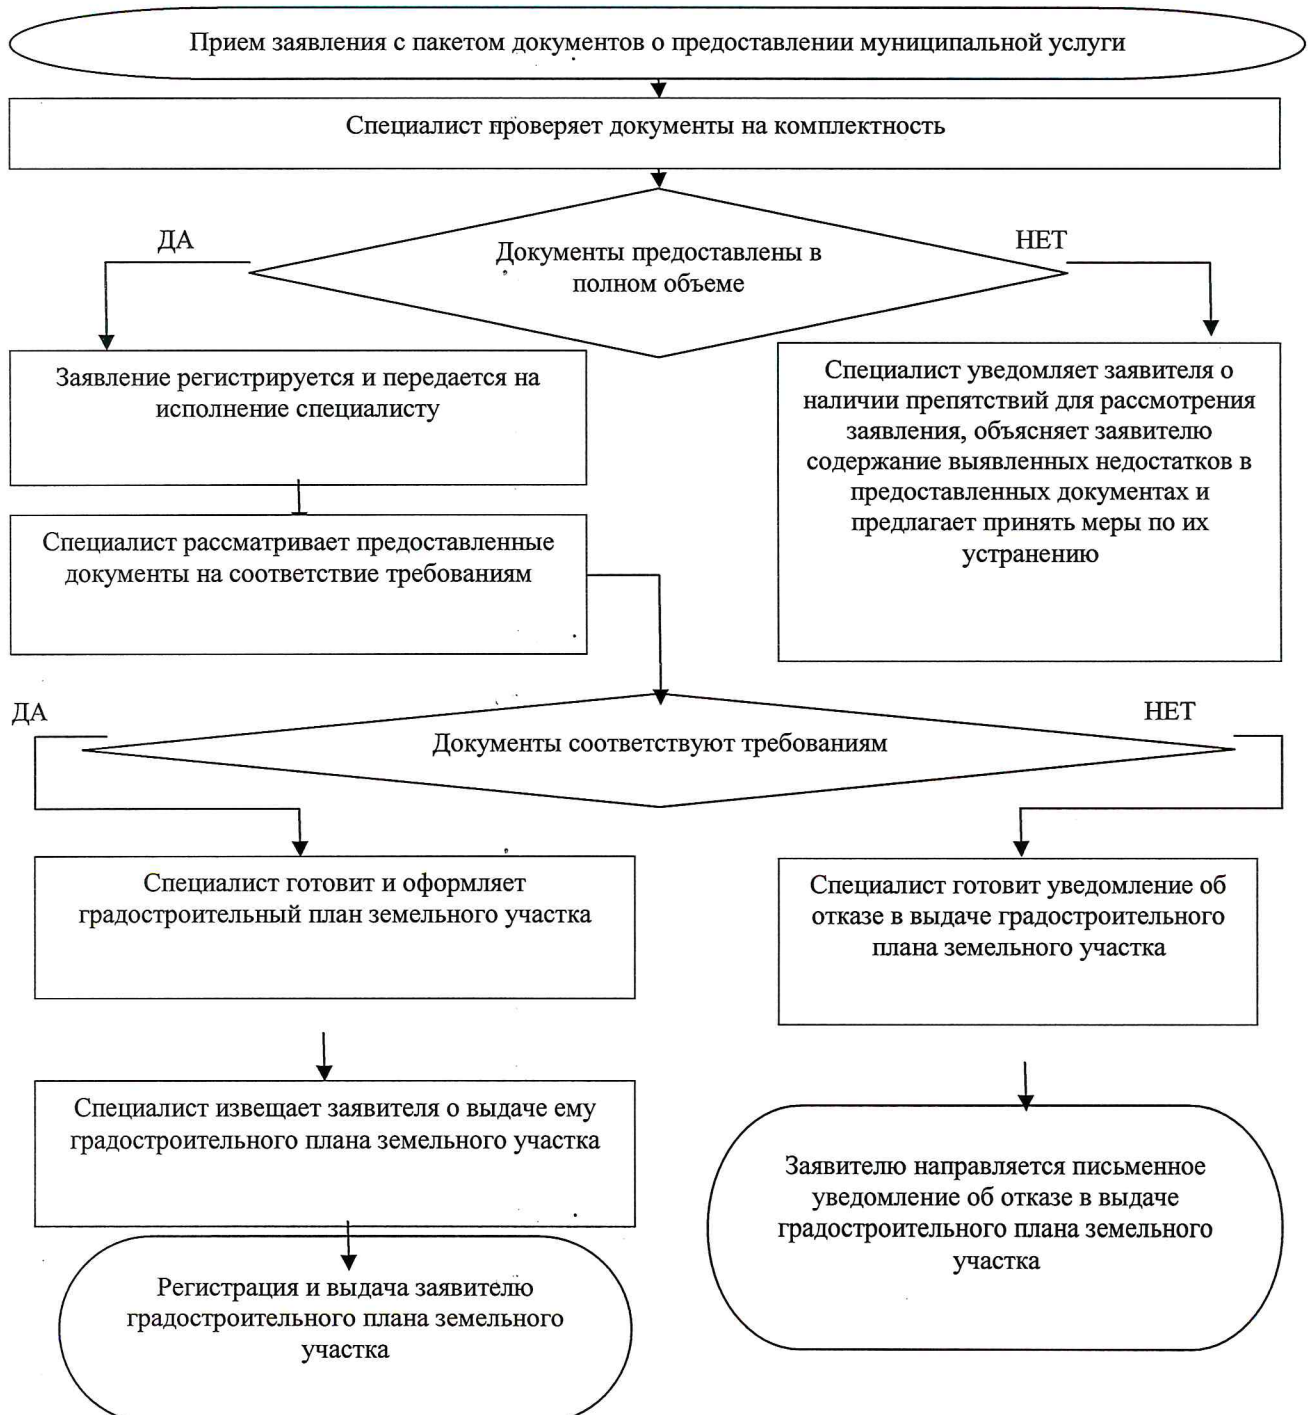 Прием заявления с пакетом документов о предоставлении муниципальной услуги
Специалист проверяет документы на комплектность
ДА
НЕТ
Документы предоставлены в
полном объеме
Заявление регистрируется и передается на
исполнение специалисту
Специалист уведомляет заявителя о
наличии препятствий для рассмотрения
заявления, объясняет заявителю
содержание выявленных недостатков в
предоставленных документах и
предлагает принять меры по их
устранению
Специалист рассматривает предоставленные
документы на соответствие требованиям
ДА
НЕТ
Документы соответствуют требованиям
Специалист готовит и оформляет
градостроительный план земельного участка
Специалист готовит уведомление об
отказе в выдаче градостроительного
плана земельного участка
Специалист извещает заявителя о выдаче ему
градостроительного плана земельного участка
Заявителю направляется письменное
уведомление об отказе в выдаче
градостроительного плана земельного
участка
Регистрация и выдача заявителю
градостроительного плана земельного
участка